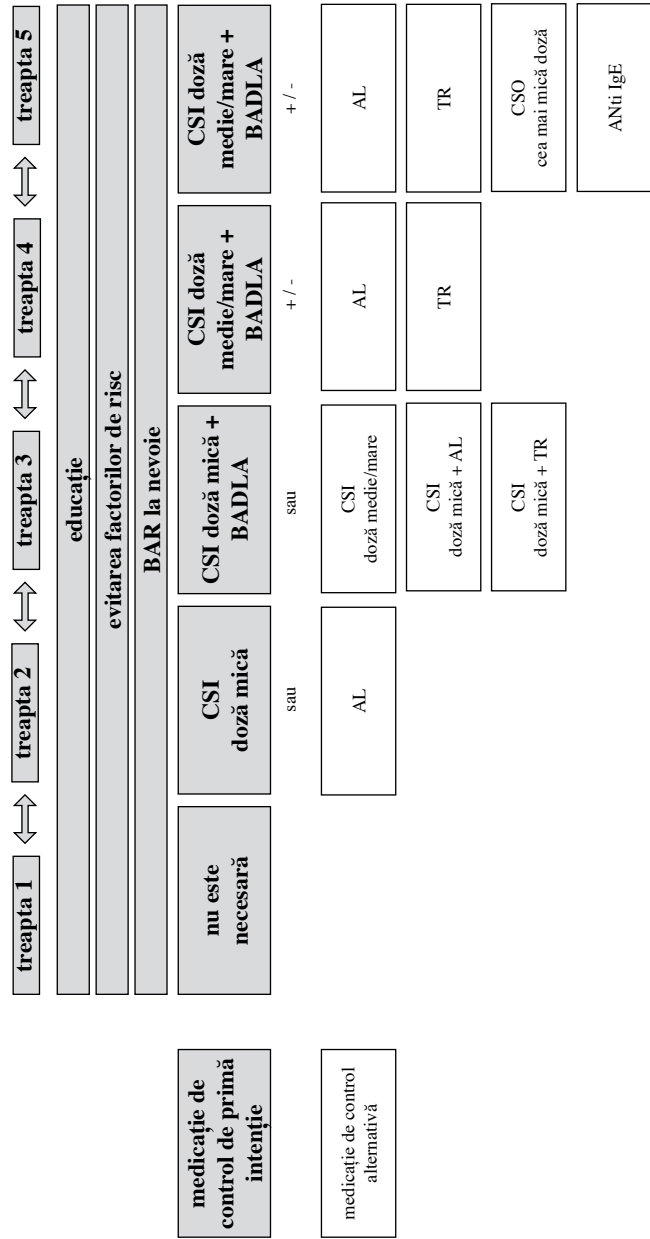 treapta 1
treapta 2
treapta 3
treapta 4
treapta 5
educație
evitarea factorilor de risc
BAR la nevoie
medicație de
control de primă
intenție
nu este
necesară
CSI
doză mică
CSI doză mică +
BADLA
CSI doză
medie/mare +
BADLA
CSI doză
medie/mare +
BADLA
sau
sau
+ / -
+ / -
medicație de control
alternativă
AL
CSI
doză medie/mare
AL
AL
CSI
doză mică + AL
TR
TR
CSI
doză mică + TR
CSO
cea mai mică doză
ANti IgE